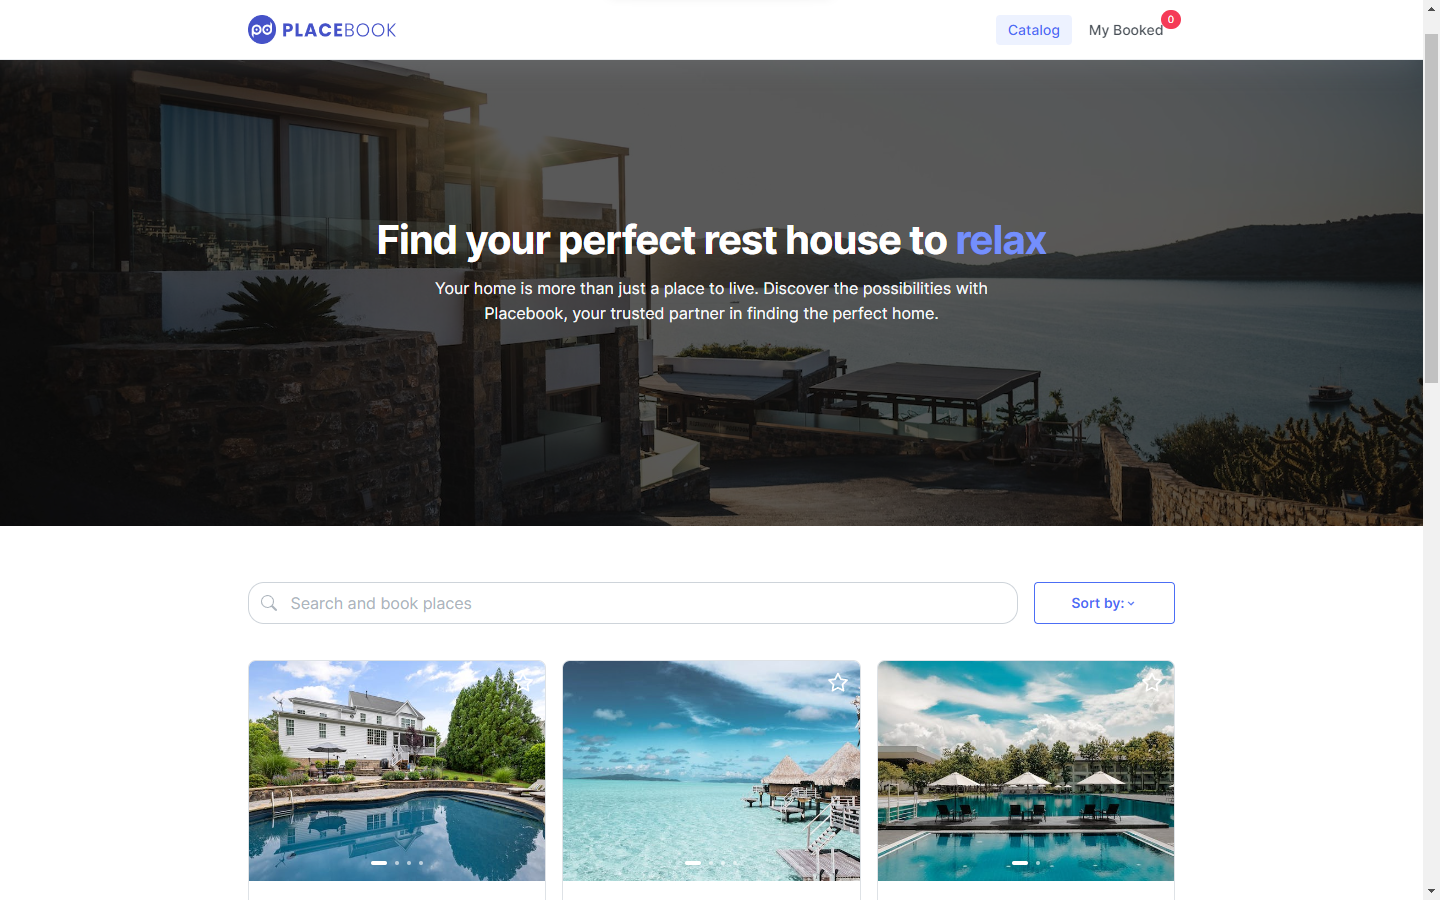 pd PLACEBOOK
Catalog
My Booked
0
Find your perfect rest house to relax
Your home is more than just a place to live. Discover the possibilities with
Placebook, your trusted partner in finding the perfect home.
Search and book places
Sort by: